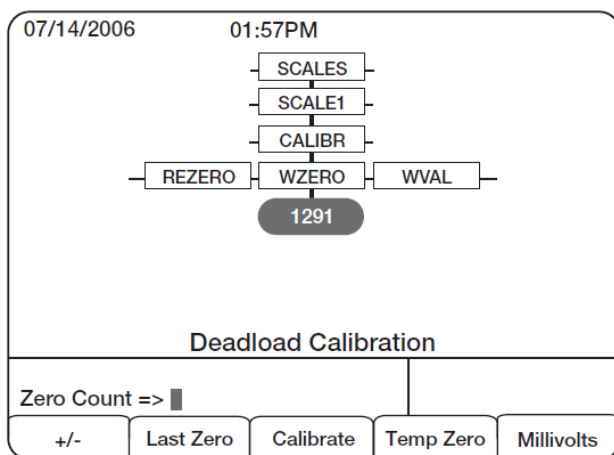 07/14/2006 01:57PM
SCALES
SCALE1
CALIBR
REZERO WZERO WVAL
1291
Deadload Calibration
Zero Count =>
+/- Last Zero Calibrate Temp Zero Millivolts